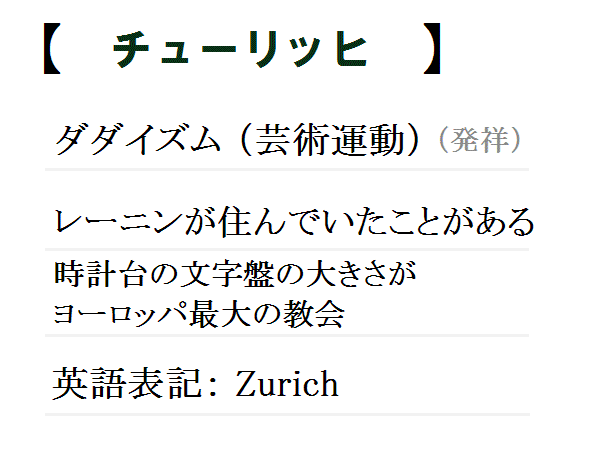 【 チューリッヒ 】
ダダイズム（芸術運動）（発祥）
レーニンが住んでいたことがある
時計台の文字盤の大きさが
ヨーロッパ最大の教会
英語表記： Zurich